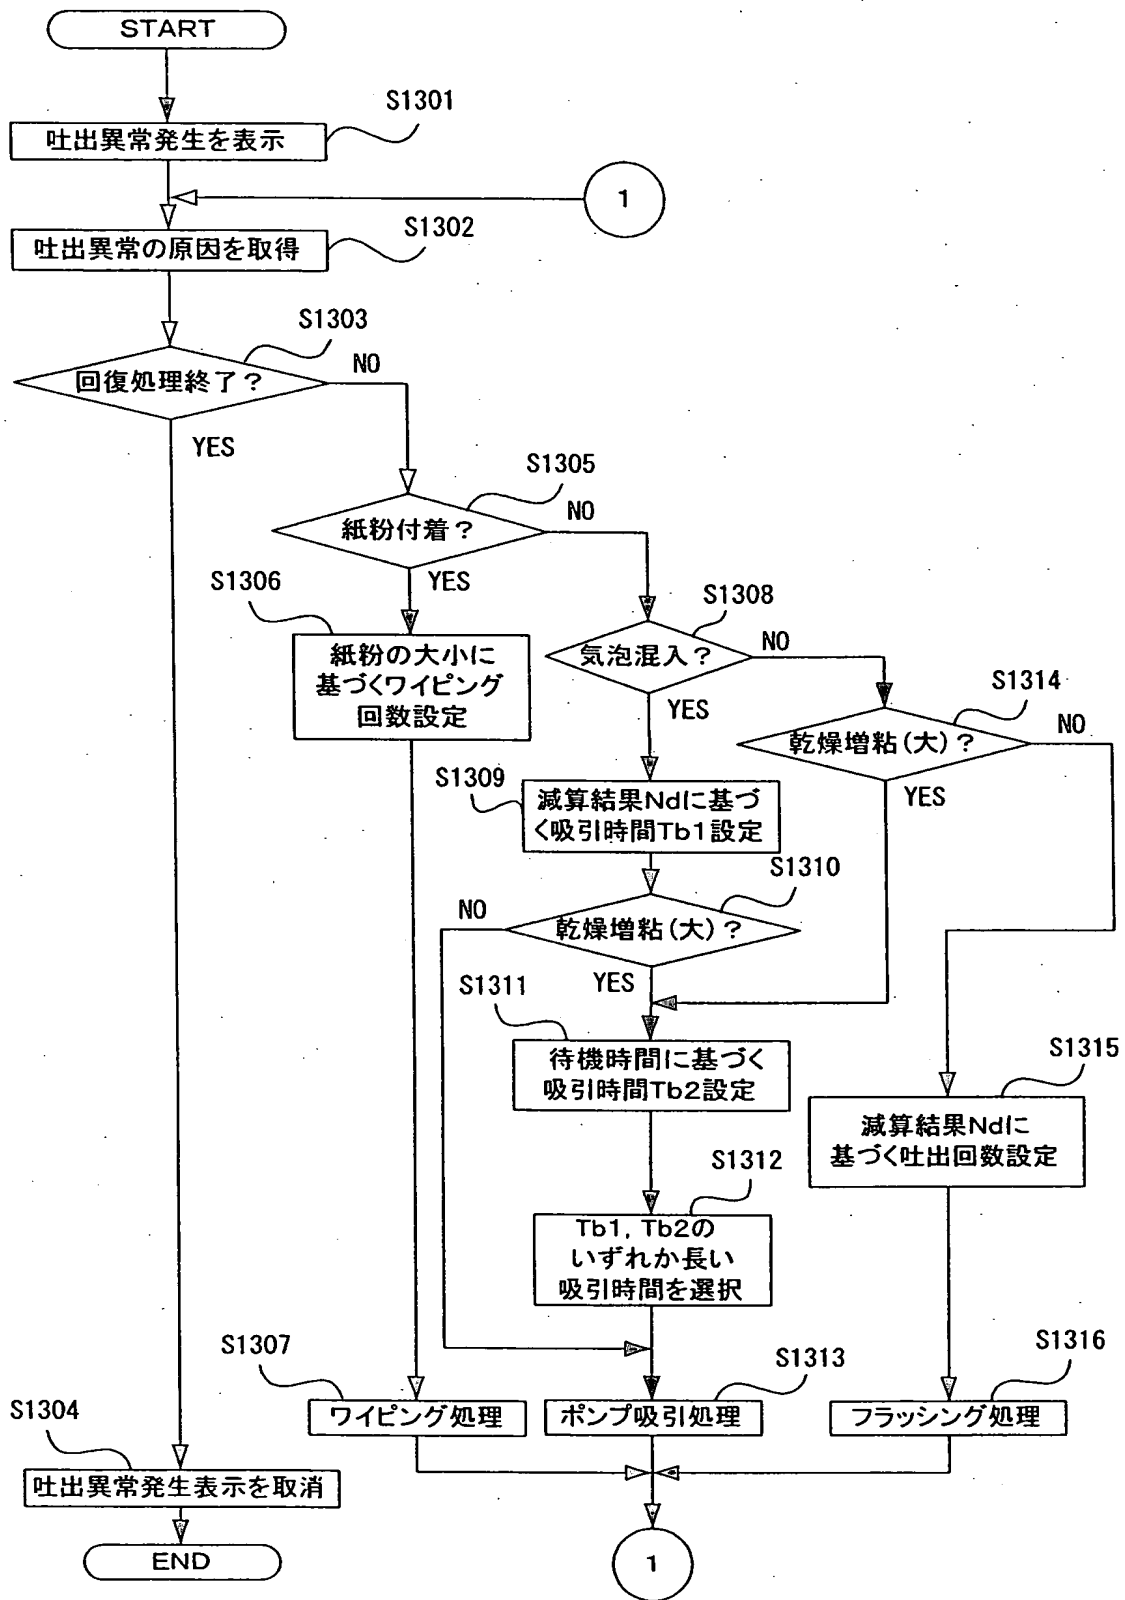 START
S1301
吐出異常発生を表示
1
S1302
吐出異常の原因を取得
S1303
回復処理終了？
NO
YES
S1305
紙粉付着？
NO
YES
S1306
紙粉の大小に
基づくワイピング
回数設定
S1308
気泡混入？
NO
YES
S1314
乾燥増粘(大)？
NO
YES
S1309
減算結果Ndに基づ
く吸引時間Tb1設定
S1310
乾燥増粘(大)？
NO
YES
S1311
待機時間に基づく
吸引時間Tb2設定
S1315
減算結果Ndに
基づく吐出回数設定
S1312
Tb1, Tb2の
いずれか長い
吸引時間を選択
S1307
ワイピング処理
S1313
ポンプ吸引処理
S1316
フラッシング処理
S1304
吐出異常発生表示を取消
END
1